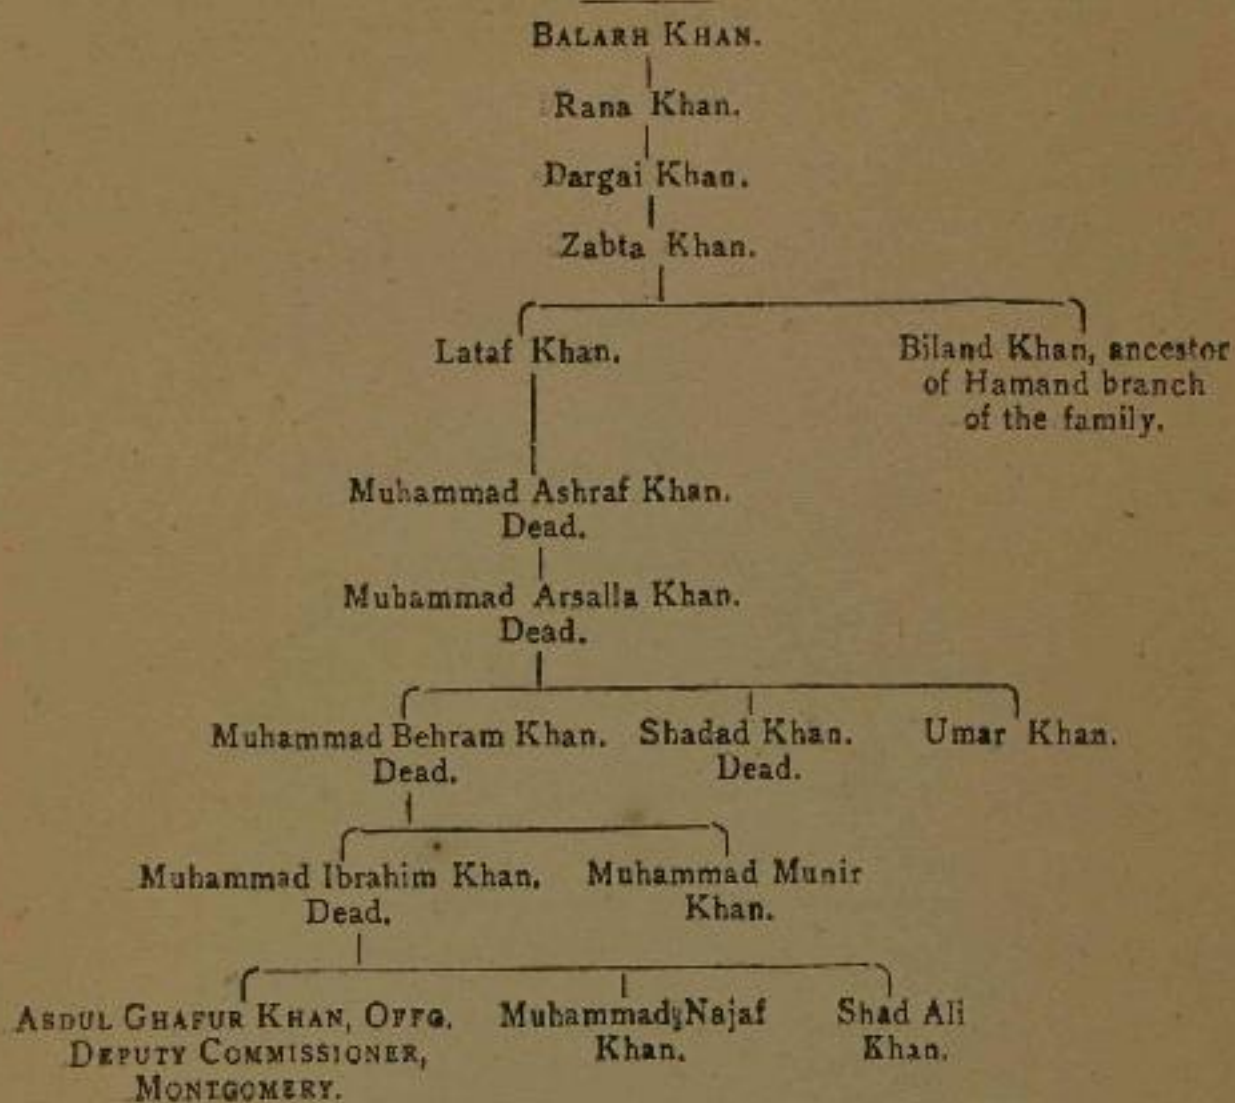 BALARH KHAN.
Rana Khan.
Dargai Khan.
Zabta Khan.
Lataf Khan.
Biland Khan, ancestor
of Hamand branch
of the family.
Muhammad Ashraf Khan.
Dead.
Muhammad Arsalla Khan.
Dead.
Muhammad Behram Khan. Shadad Khan. Umar Khan.
Dead. Dead.
Muhammad Ibrahim Khan. Muhammad Munir
Dead. Khan.
ABDUL GHAFUR KHAN, OFFG. Muhammad Najaf Shad Ali
DEPUTY COMMISSIONER, Khan. Khan.
MONTGOMERY.